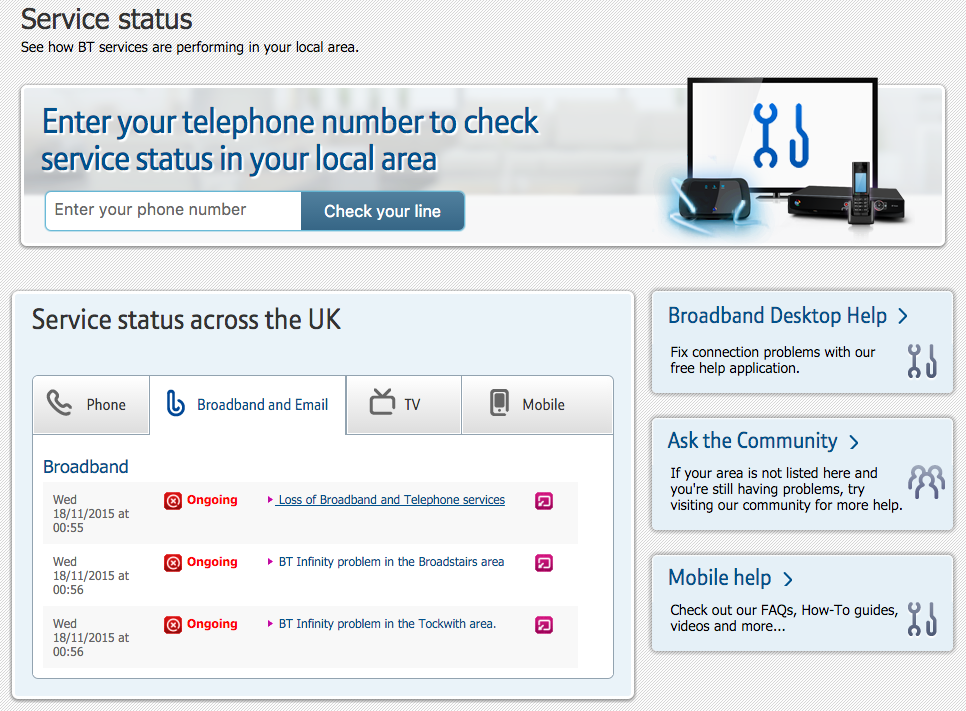 Service status
See how BT services are performing in your local area.
Enter your telephone number to check
service status in your local area
Enter your phone number
Check your line
Service status across the UK
Phone
Broadband and Email
TV
Mobile
Broadband
Wed
18/11/2015 at
00:55
Ongoing
Loss of Broadband and Telephone services
Wed
18/11/2015 at
00:56
Ongoing
BT Infinity problem in the Broadstairs area
Wed
18/11/2015 at
00:56
Ongoing
BT Infinity problem in the Tockwith area.
Broadband Desktop Help
Fix connection problems with our
free help application.
Ask the Community
If your area is not listed here and
you're still having problems, try
visiting our community for more help.
Mobile help
Check out our FAQs, How-To guides,
videos and more...